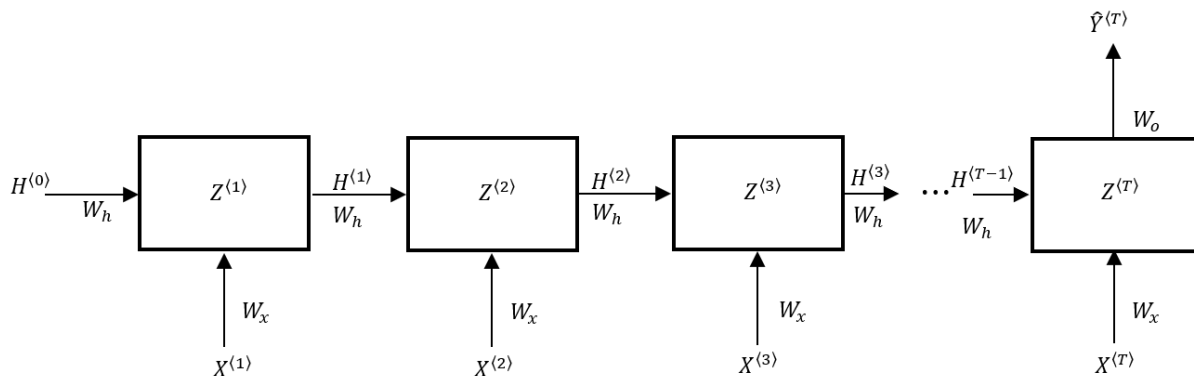 Ŷ⟨T⟩
W_o
H⟨0⟩ Z⟨1⟩ H⟨1⟩ Z⟨2⟩ H⟨2⟩ Z⟨3⟩ H⟨3⟩ ⋯ H⟨T−1⟩ Z⟨T⟩
W_h W_h W_h W_h W_h
W_x W_x W_x W_x
X⟨1⟩ X⟨2⟩ X⟨3⟩ X⟨T⟩